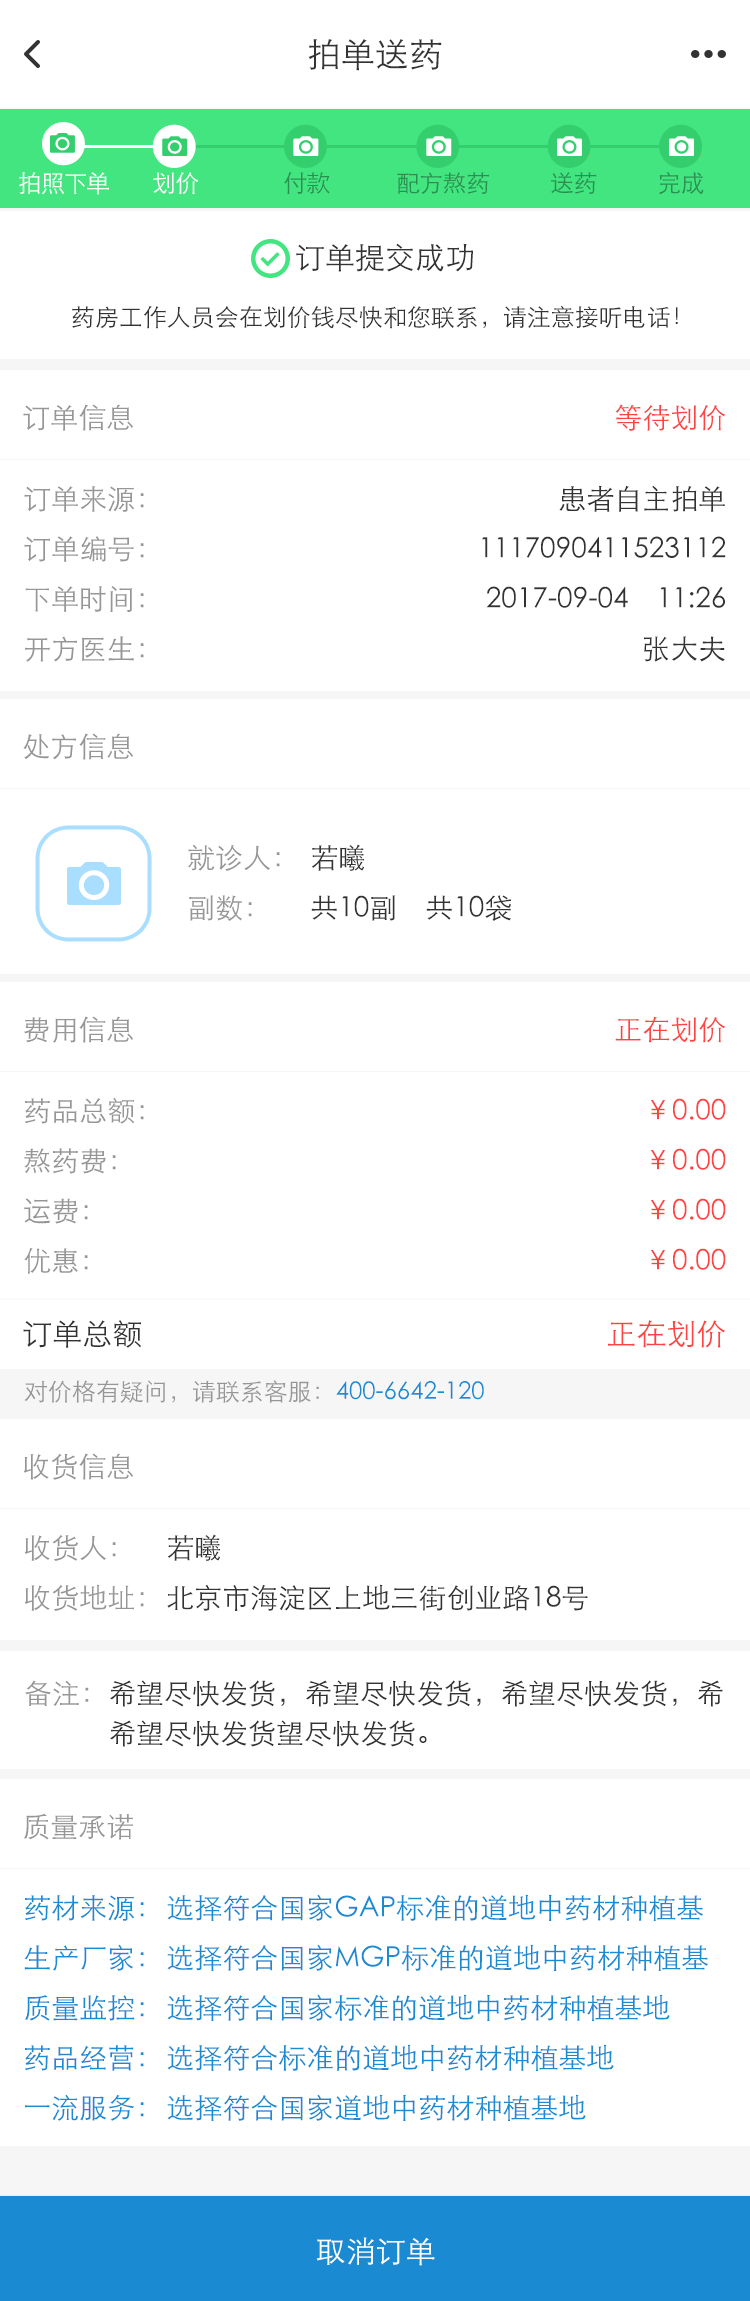 拍单送药
拍照下单 划价 付款 配方熬药 送药 完成
订单提交成功
药房工作人员会在划价钱尽快和您联系，请注意接听电话！
订单信息 等待划价
订单来源： 患者自主拍单
订单编号： 1117090411523112
下单时间： 2017-09-04 11:26
开方医生： 张大夫
处方信息
就诊人： 若曦
副数： 共10副 共10袋
费用信息 正在划价
药品总额： ¥0.00
熬药费： ¥0.00
运费： ¥0.00
优惠： ¥0.00
订单总额 正在划价
对价格有疑问，请联系客服：400-6642-120
收货信息
收货人： 若曦
收货地址： 北京市海淀区上地三街创业路18号
备注： 希望尽快发货，希望尽快发货，希望尽快发货，希
希望尽快发货望尽快发货。
质量承诺
药材来源： 选择符合国家GAP标准的道地中药材种植基
生产厂家： 选择符合国家MGP标准的道地中药材种植基
质量监控： 选择符合国家标准的道地中药材种植基地
药品经营： 选择符合标准的道地中药材种植基地
一流服务： 选择符合国家道地中药材种植基地
取消订单